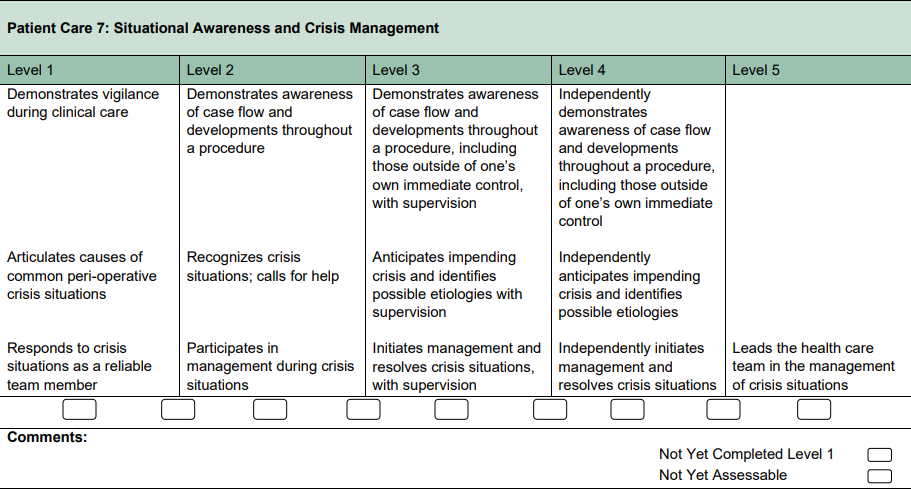 Patient Care 7: Situational Awareness and Crisis Management
Level 1
Level 2
Level 3
Level 4
Level 5
Demonstrates vigilance
during clinical care
Demonstrates awareness
of case flow and
developments throughout
a procedure
Demonstrates awareness
of case flow and
developments throughout
a procedure, including
those outside of one's
own immediate control,
with supervision
Independently
demonstrates
awareness of case flow
and developments
throughout a procedure,
including those outside
of one's own immediate
control
Articulates causes of
common peri-operative
crisis situations
Recognizes crisis
situations; calls for help
Anticipates impending
crisis and identifies
possible etiologies with
supervision
Independently
anticipates impending
crisis and identifies
possible etiologies
Responds to crisis
situations as a reliable
team member
Participates in
management during crisis
situations
Initiates management and
resolves crisis situations,
with supervision
Independently initiates
management and
resolves crisis situations
Leads the health care
team in the management
of crisis situations
Comments:
Not Yet Completed Level 1
Not Yet Assessable